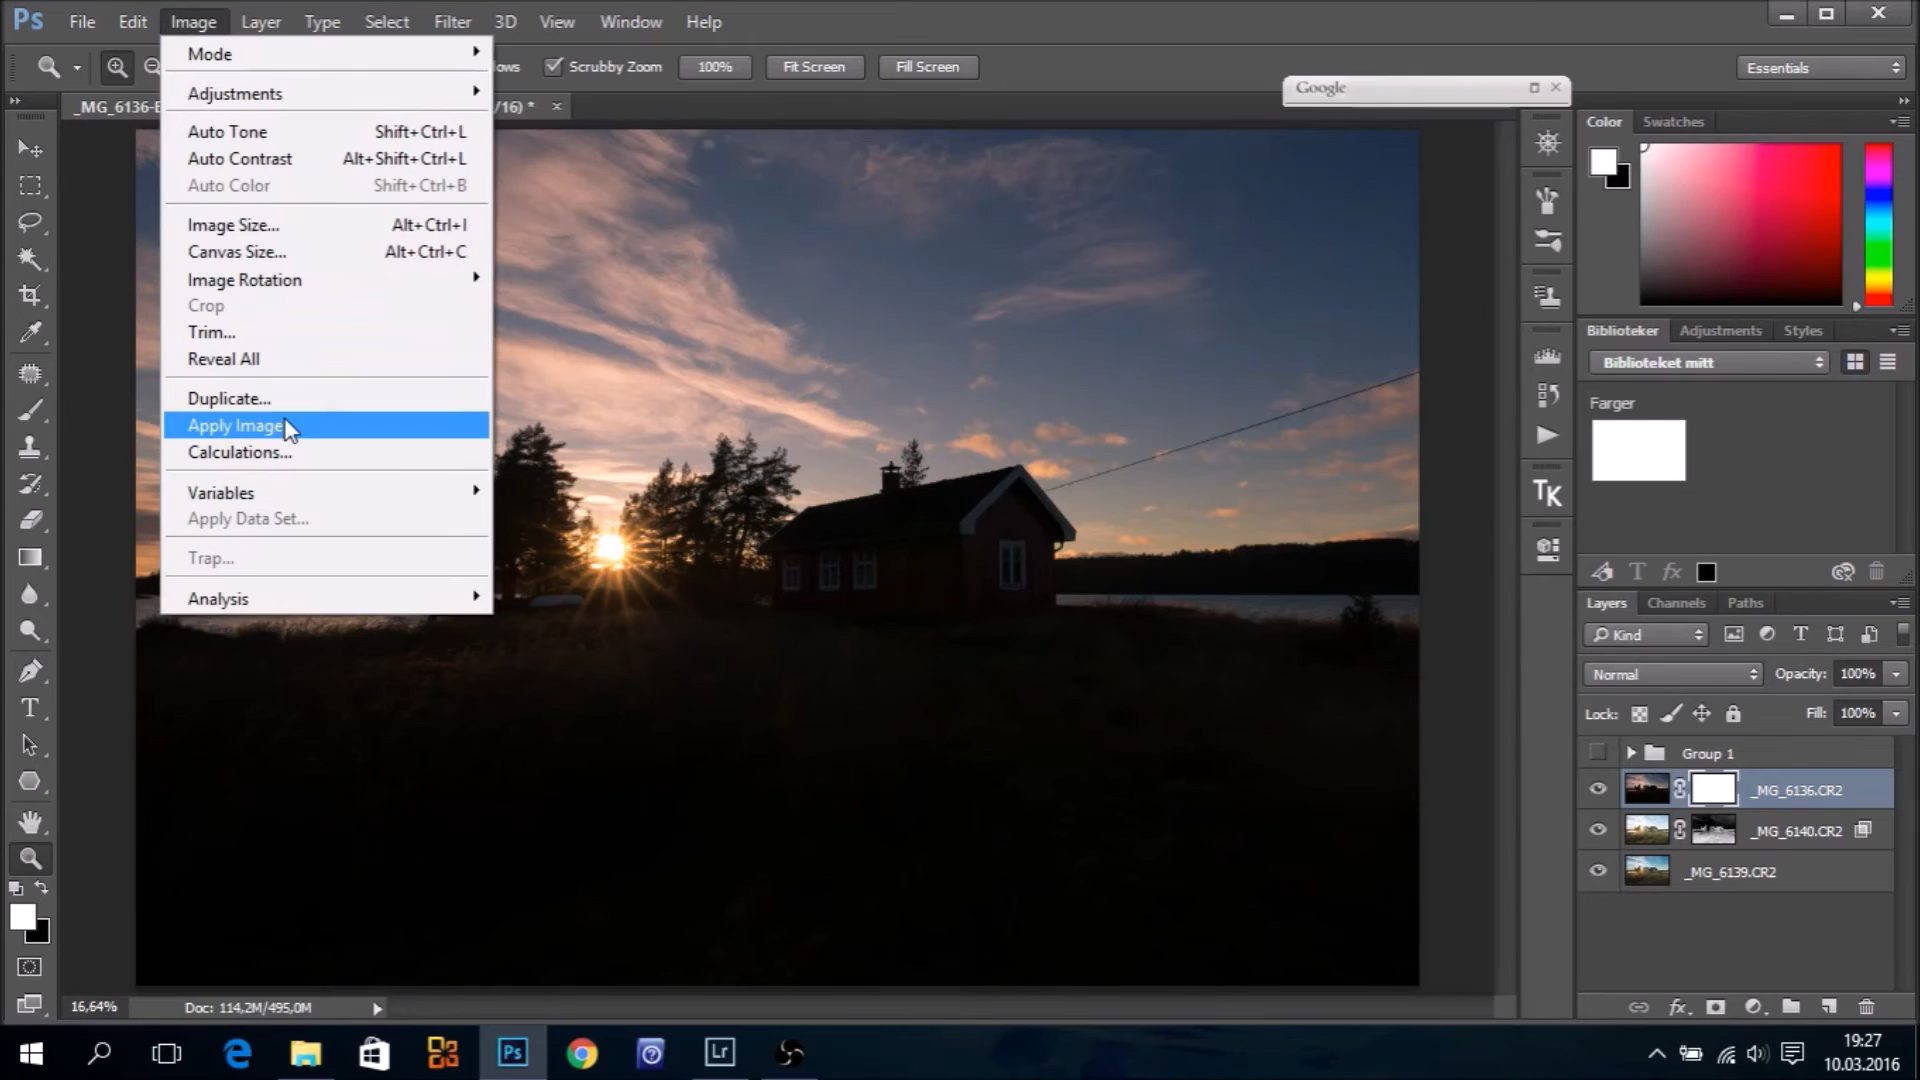 Ps File Edit Image Layer Type Select Filter 3D View Window Help
Scrubby Zoom 100% Fit Screen Fill Screen Essentials
Google
/16) *
Mode
Adjustments
Auto Tone Shift+Ctrl+L
Auto Contrast Alt+Shift+Ctrl+L
Auto Color Shift+Ctrl+B
Image Size... Alt+Ctrl+I
Canvas Size... Alt+Ctrl+C
Image Rotation
Crop
Trim...
Reveal All
Duplicate...
Apply Image
Calculations...
Variables
Apply Data Set...
Trap...
Analysis
Color Swatches
Biblioteker Adjustments Styles
Biblioteket mitt
Farger
TK
T fx
Layers Channels Paths
Kind
Normal Opacity: 100%
Lock: Fill: 100%
Group 1
_MG_6136.CR2
_MG_6140.CR2
_MG_6139.CR2
fx
16,64% Doc: 114,2M/495,0M
Ps Lr
19:27
10.03.2016